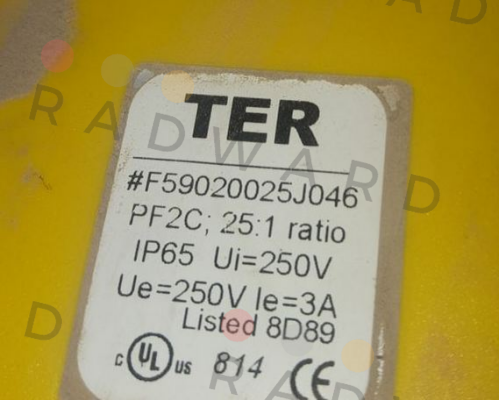 TER
#F59020025J046
PF2C; 25:1 ratio
IP65 Ui=250V
Ue=250V Ie=3A
Listed 8D89
C UL US 814 CE
RADWARD